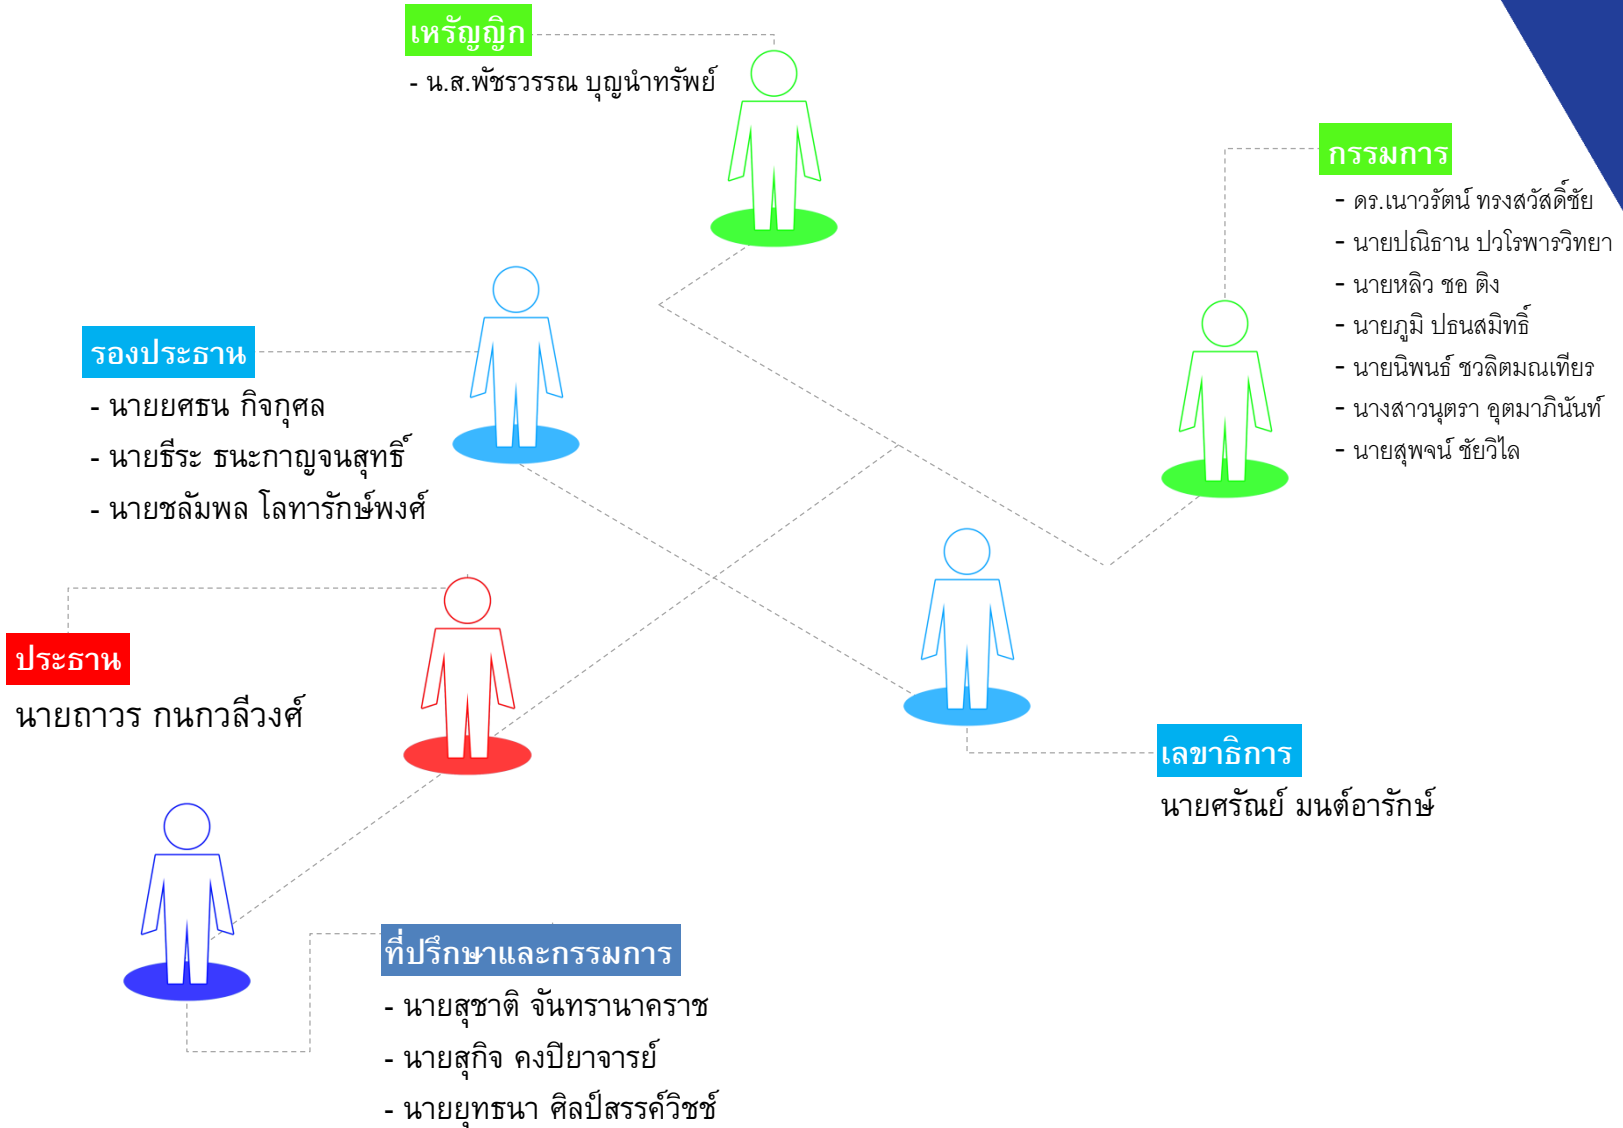 เหรัญญิก
- น.ส.พัชรวรรณ บุญนำทรัพย์
กรรมการ
- ดร.เนาวรัตน์ ทรงสวัสดิ์ชัย
- นายปณิธาน ปวโรพารวิทยา
- นายหลิว ชอ ติง
- นายภูมิ ปธนสมิทธิ์
- นายนิพนธ์ ชวลิตมณเฑียร
- นางสาวนุตรา อุตมาภินันท์
- นายสุพจน์ ชัยวิไล
รองประธาน
- นายยศธน กิจกุศล
- นายธีระ ธนะกาญจนสุทธิ์
- นายชลัมพล โลทารักษ์พงศ์
ประธาน
นายถาวร กนกวลีวงศ์
เลขาธิการ
นายศรัณย์ มนต์อารักษ์
ที่ปรึกษาและกรรมการ
- นายสุชาติ จันทรานาคราช
- นายสุกิจ คงปิยาจารย์
- นายยุทธนา ศิลป์สรรค์วิชช์